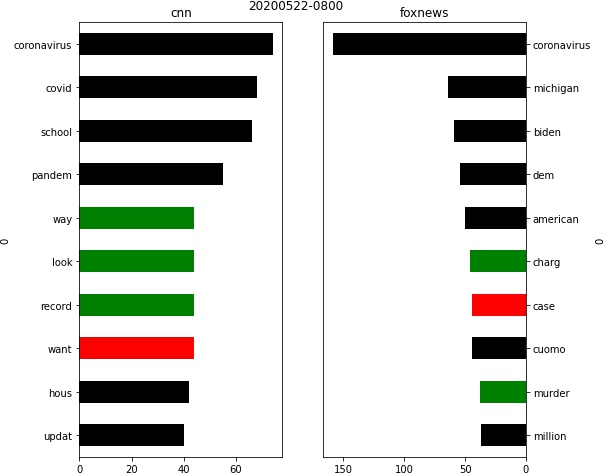 20200522-0800
cnn
foxnews
coronavirus
covid
school
pandem
way
look
record
want
hous
updat
0
0 20 40 60
coronavirus
michigan
biden
dem
american
charg
case
cuomo
murder
million
0
150 100 50 0